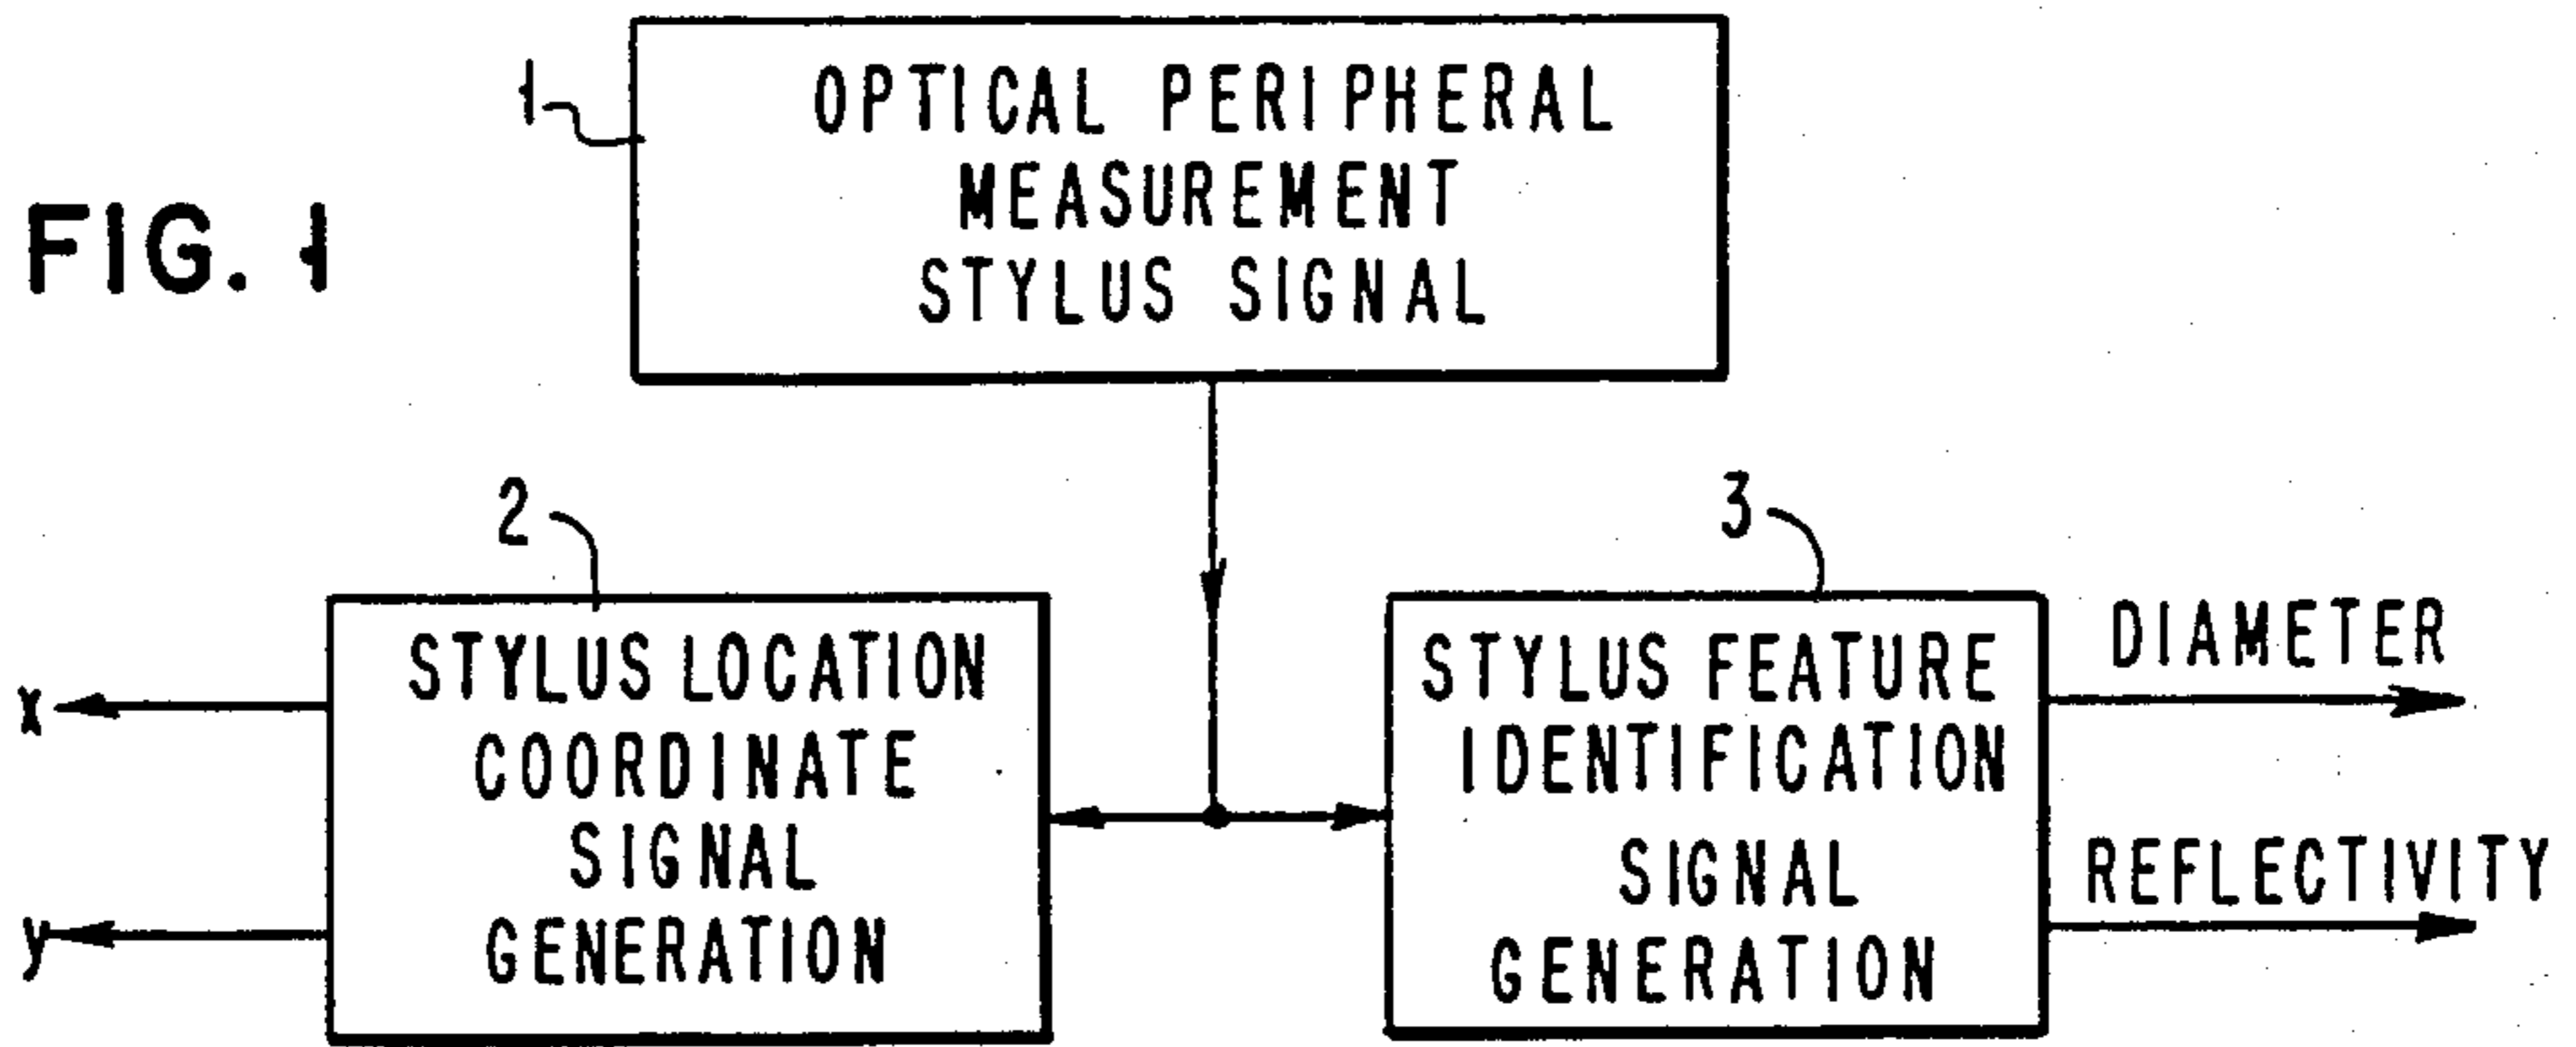 FIG. 1
1
OPTICAL PERIPHERAL
MEASUREMENT
STYLUS SIGNAL
2
STYLUS LOCATION
COORDINATE
SIGNAL
GENERATION
x
y
3
STYLUS FEATURE
IDENTIFICATION
SIGNAL
GENERATION
DIAMETER
REFLECTIVITY